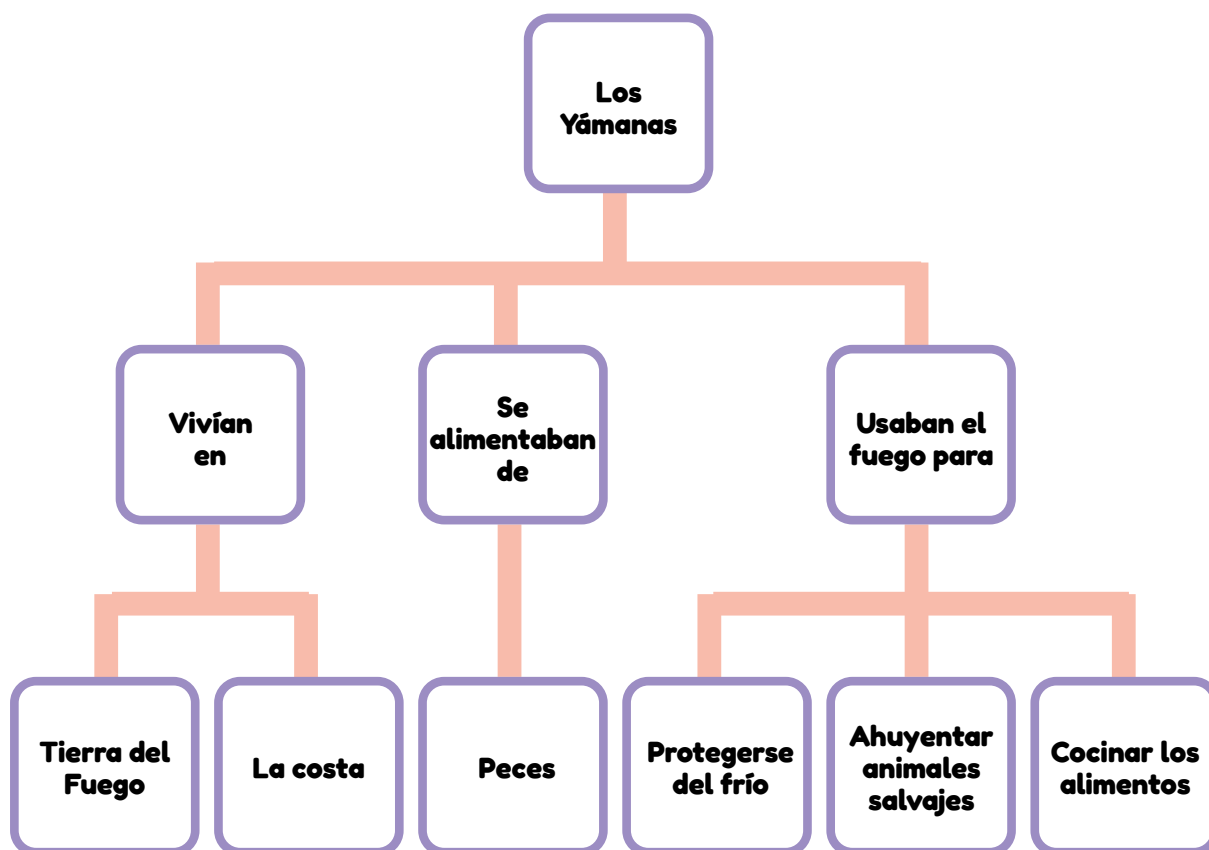 Los
Yámanas
Vivían
en
Se
alimentaban
de
Usaban el
fuego para
Tierra del
Fuego
La costa
Peces
Protegerse
del frío
Ahuyentar
animales
salvajes
Cocinar los
alimentos